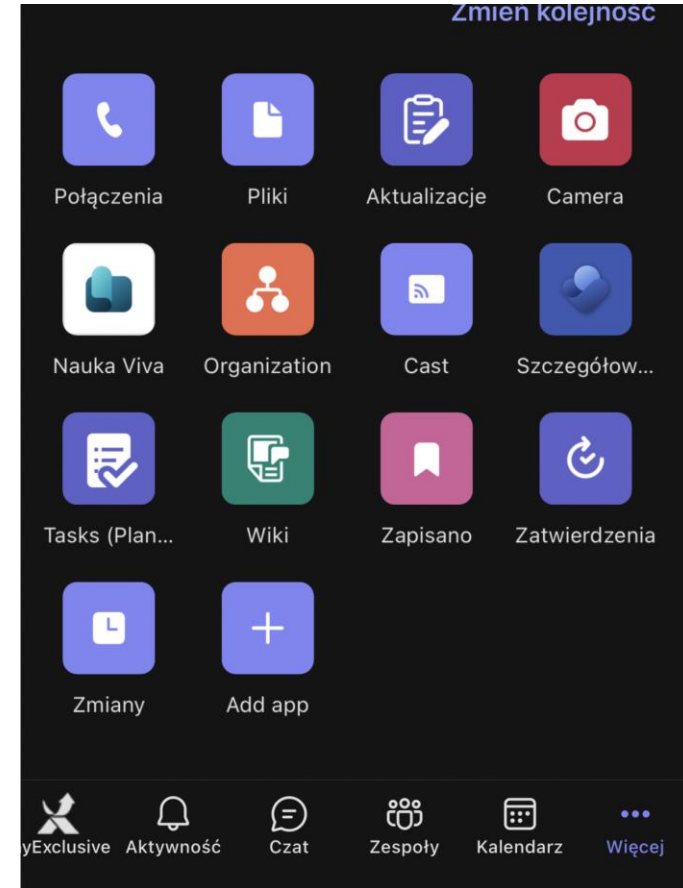 Zmień kolejność
Połączenia Pliki Aktualizacje Camera
Nauka Viva Organization Cast Szczegółow...
Tasks (Plan... Wiki Zapisano Zatwierdzenia
Zmiany Add app
yExclusive Aktywność Czat Zespoły Kalendarz Więcej